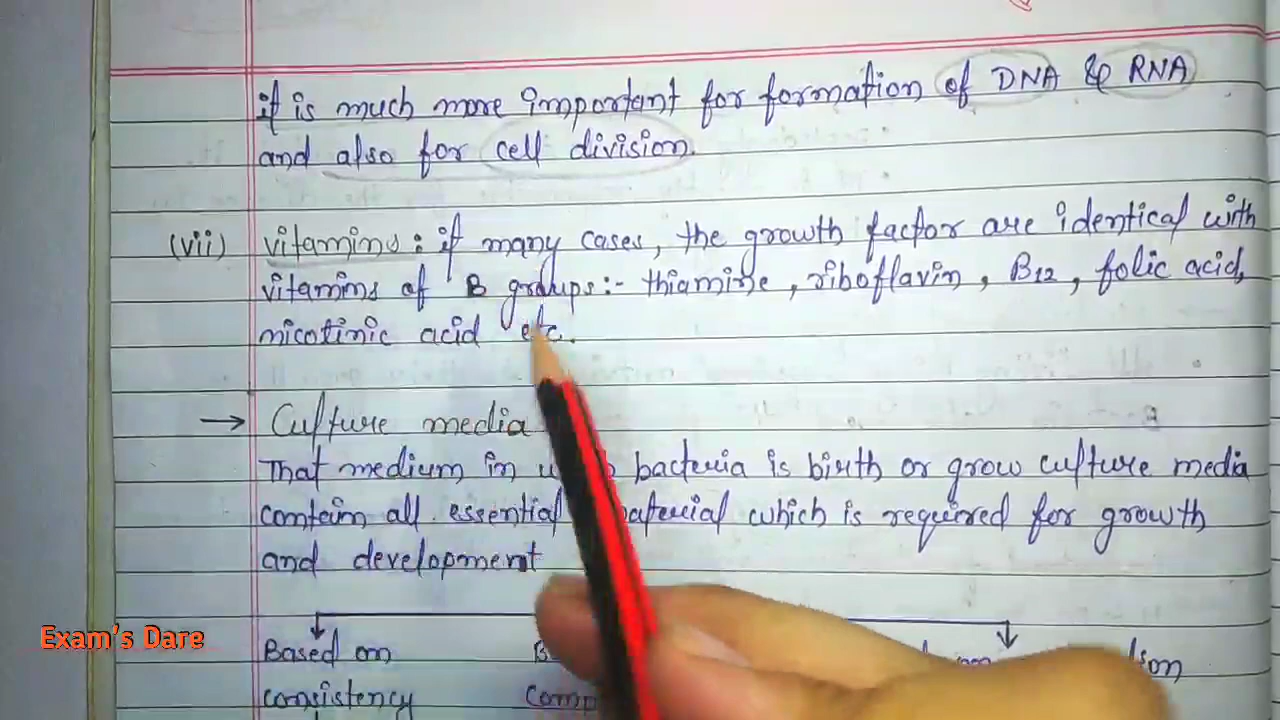 it is much more important for formation of DNA & RNA
and also for cell division.
(vii) vitamins : if many cases, the growth factor are identical with
vitamins of B groups :- thiamine, riboflavin, B12, folic acid,
nicotinic acid etc.
→ Culture media
That medium in bacteria is birth or grow culture media
contain all essential material which is required for growth
and development
Exam's Dare
Based on
consistency